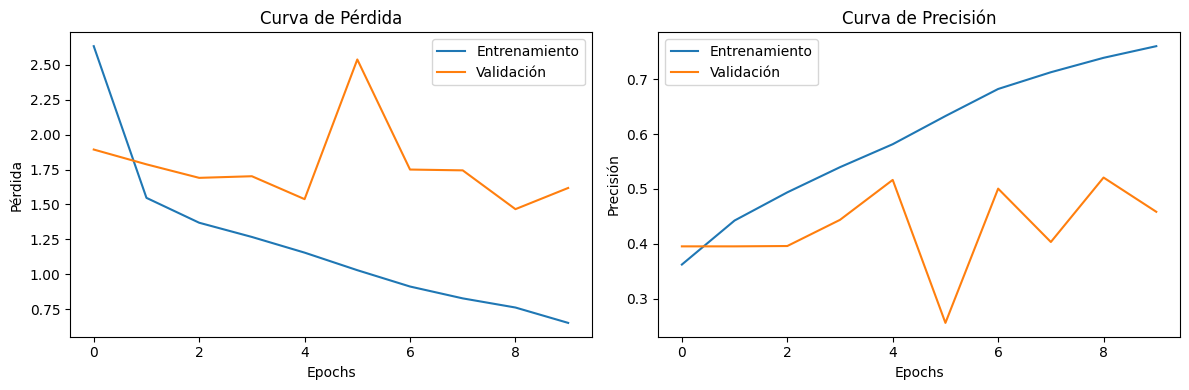 Curva de Pérdida
Pérdida
2.50
2.25
2.00
1.75
1.50
1.25
1.00
0.75
Entrenamiento
Validación
0 2 4 6 8
Epochs
Curva de Precisión
Precisión
0.7
0.6
0.5
0.4
0.3
Entrenamiento
Validación
0 2 4 6 8
Epochs